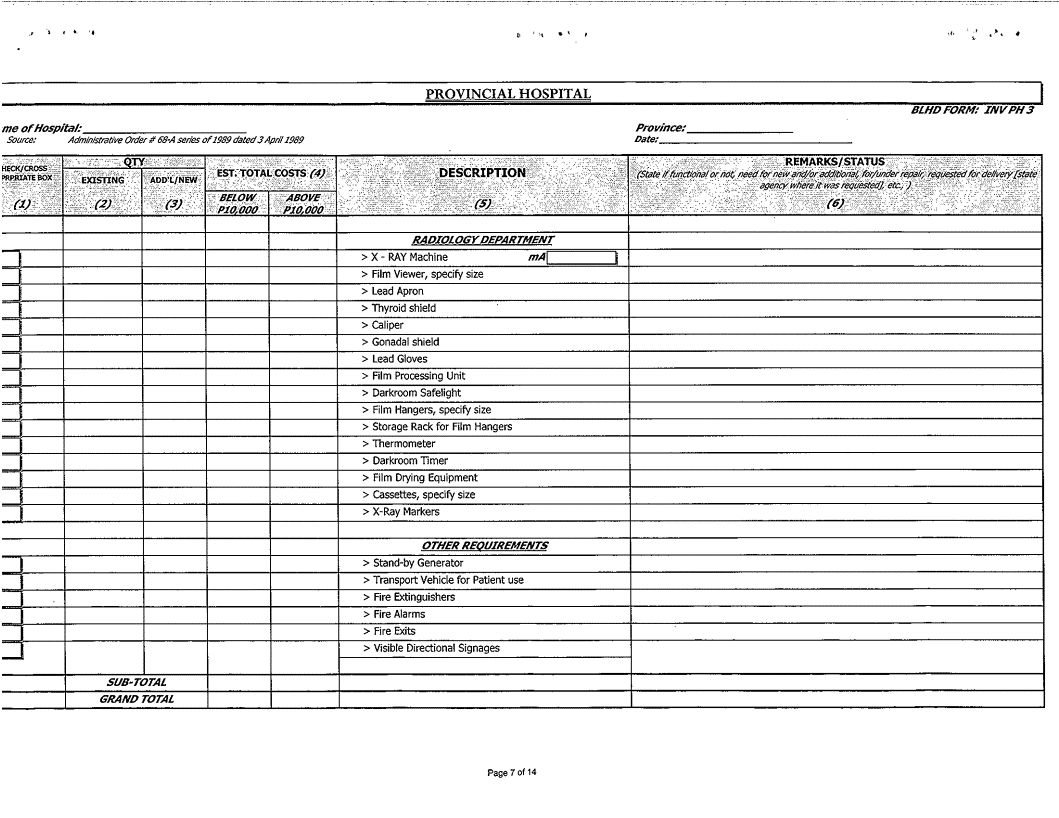 PROVINCIAL HOSPITAL
BLHD FORM: INV PH 3
me of Hospital:
Province:
Source: Administrative Order # 68-A series of 1989 dated 3 April 1989
Date:
HECK/CROSS
PRPRIATE BOX
(1)
QTY
EXISTING
(2)
ADD'L/NEW
(3)
EST. TOTAL COSTS (4)
BELOW
P10,000
ABOVE
P10,000
DESCRIPTION
(5)
REMARKS/STATUS
(State if functional or not, need for new and/or additional, for/under repair, requested for delivery [state
agency where it was requested], etc., )
(6)
RADIOLOGY DEPARTMENT
> X - RAY Machine mA
> Film Viewer, specify size
> Lead Apron
> Thyroid shield
> Caliper
> Gonadal shield
> Lead Gloves
> Film Processing Unit
> Darkroom Safelight
> Film Hangers, specify size
> Storage Rack for Film Hangers
> Thermometer
> Darkroom Timer
> Film Drying Equipment
> Cassettes, specify size
> X-Ray Markers
OTHER REQUIREMENTS
> Stand-by Generator
> Transport Vehicle for Patient use
> Fire Extinguishers
> Fire Alarms
> Fire Exits
> Visible Directional Signages
SUB-TOTAL
GRAND TOTAL
Page 7 of 14